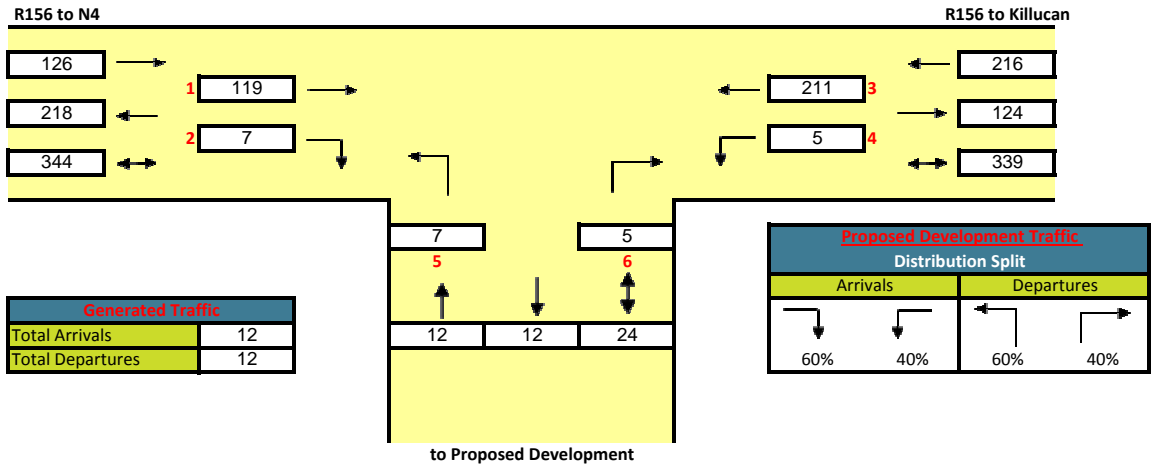 R156 to N4
R156 to Killucan
126
216
1 119
211 3
218
124
2 7
5 4
344
339
7
5
5
6
Proposed Development Traffic
Distribution Split
Arrivals Departures
60% 40% 60% 40%
Generated Traffic
Total Arrivals 12
Total Departures 12
12 12 24
to Proposed Development